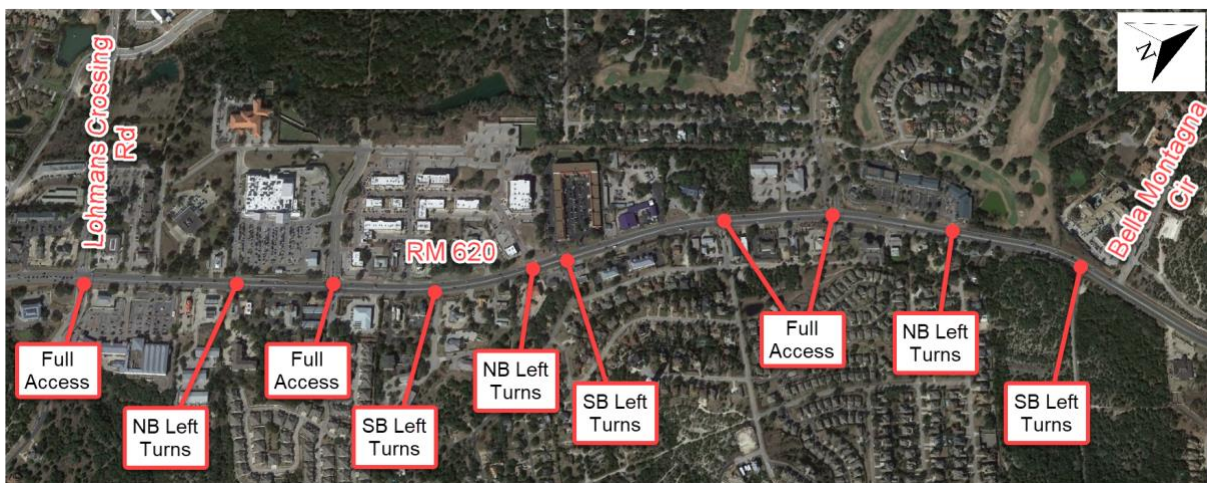 Lohmans Crossing
Rd
RM 620
Bella Montagna
Cir
N
Full
Access
NB Left
Turns
Full
Access
SB Left
Turns
NB Left
Turns
SB Left
Turns
Full
Access
NB Left
Turns
SB Left
Turns